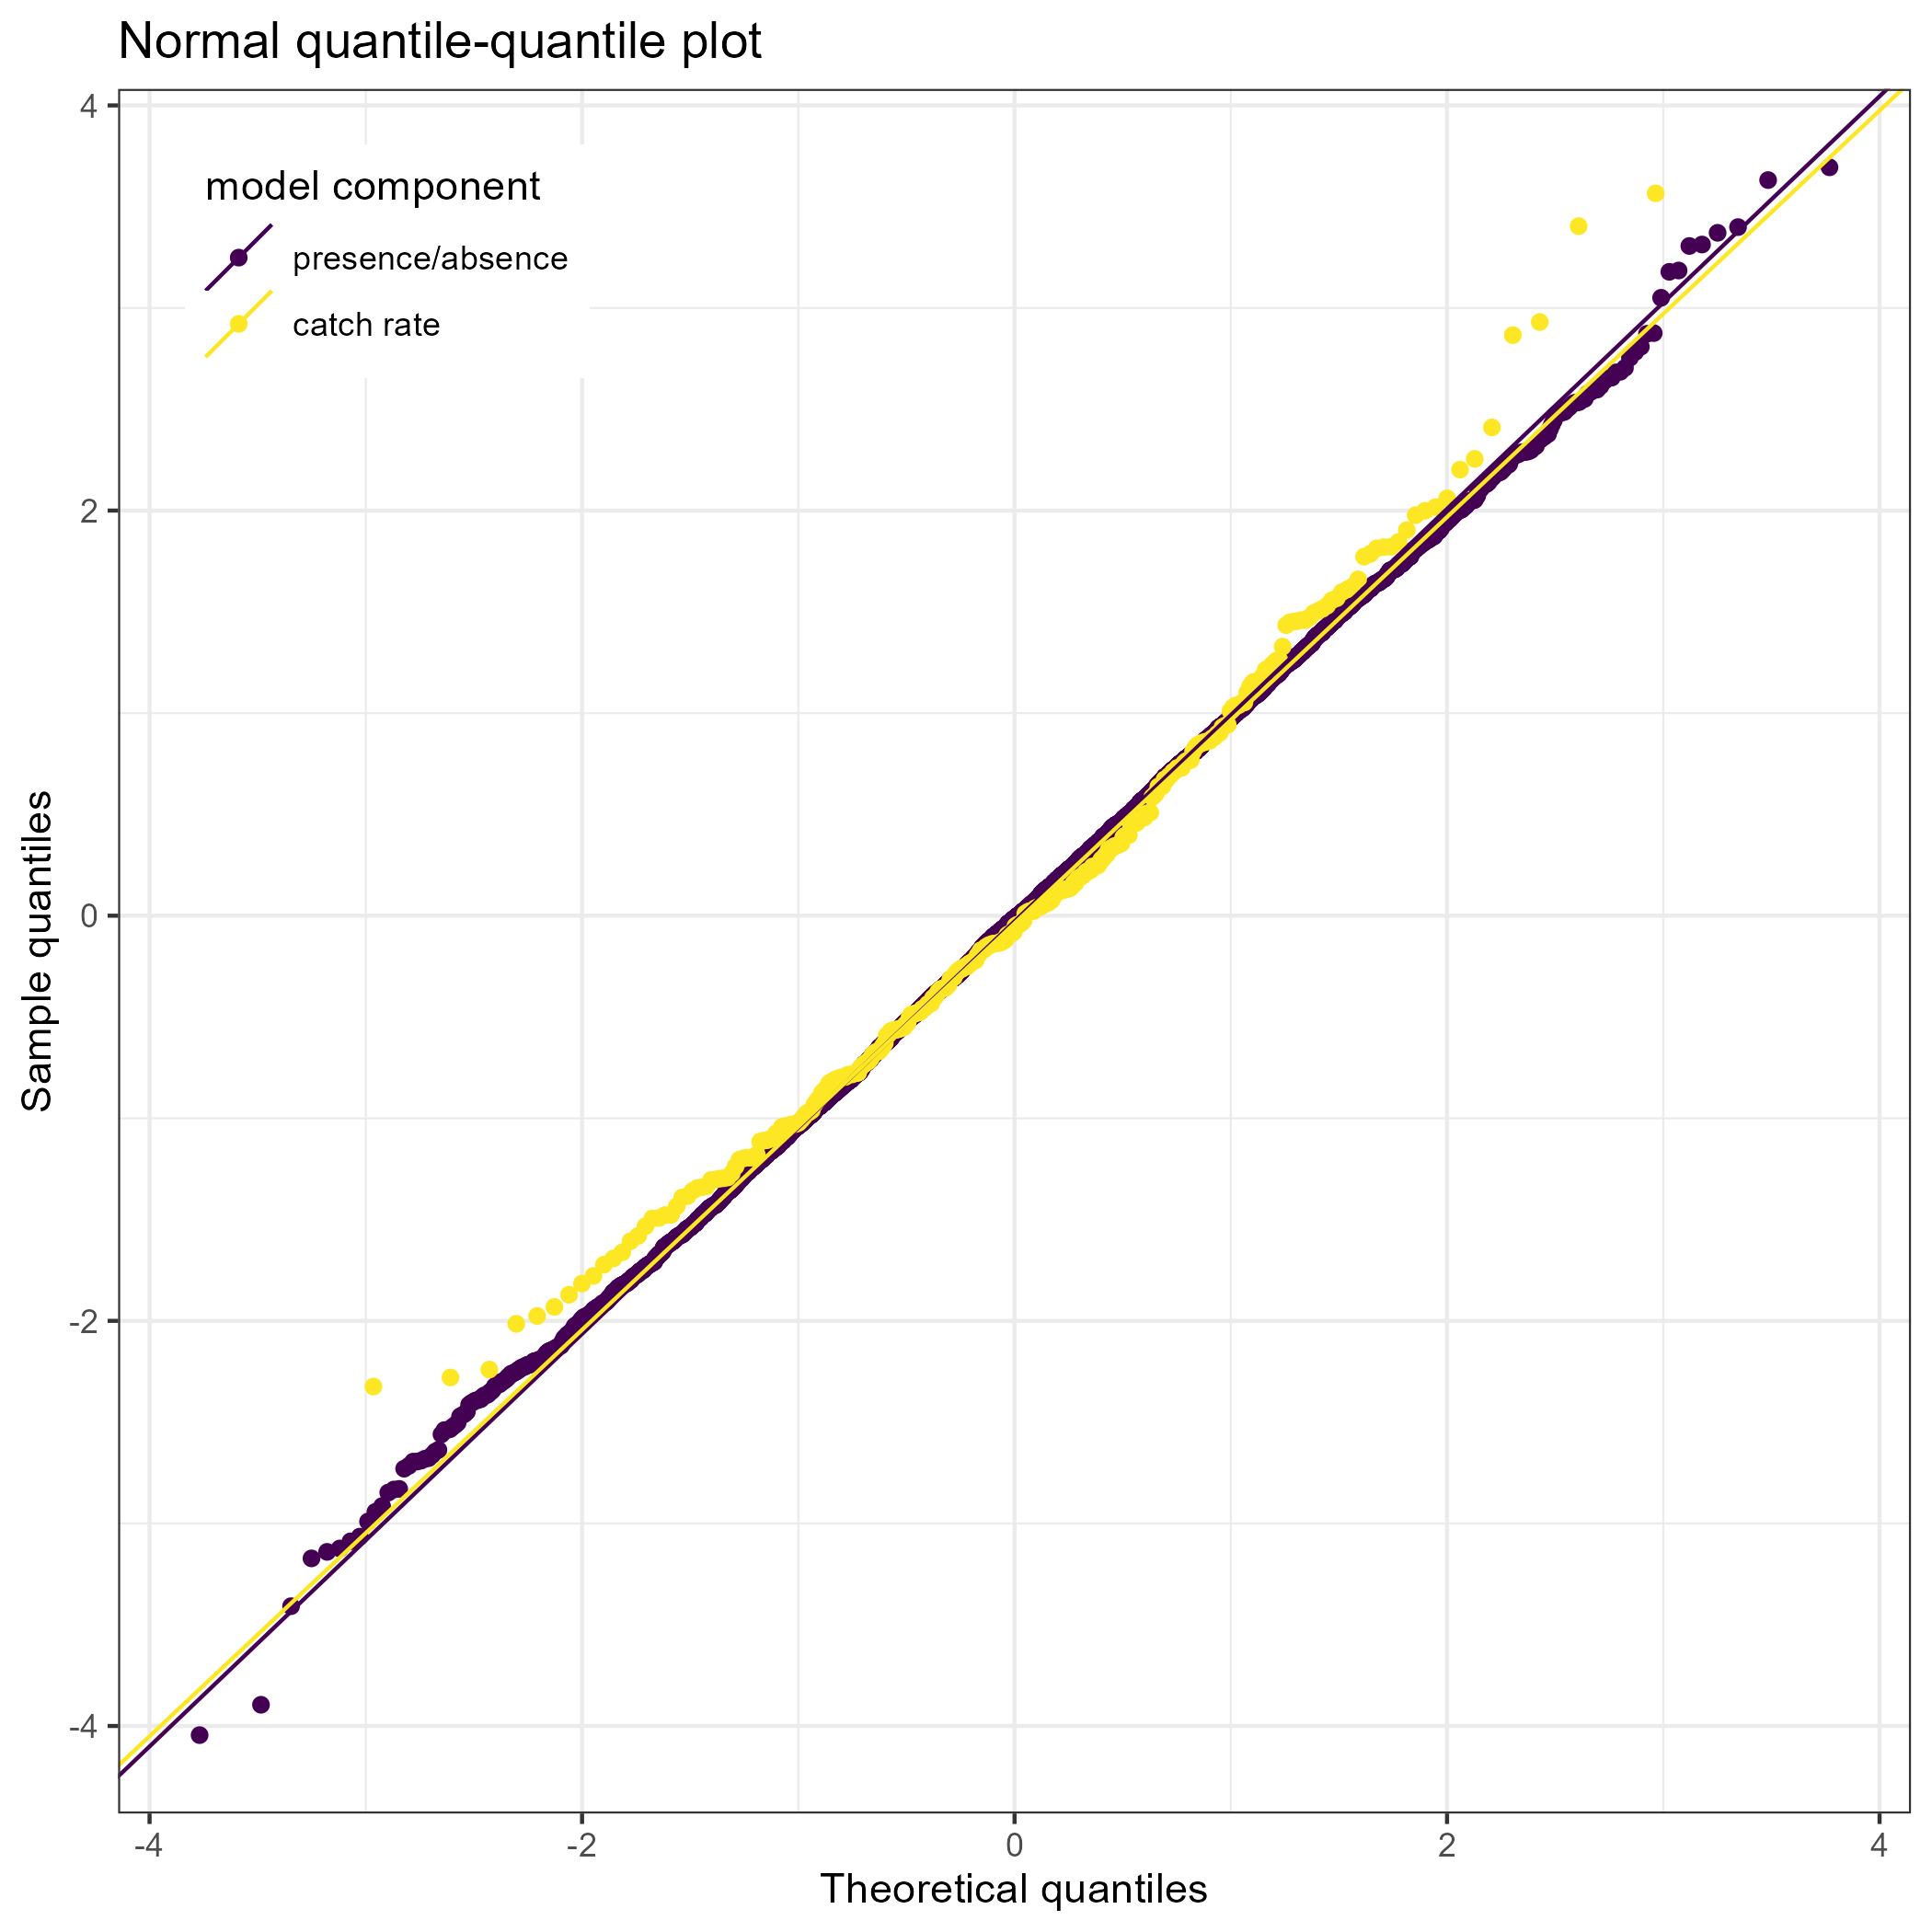 Normal quantile-quantile plot
model component
presence/absence
catch rate
Sample quantiles
4
2
0
-2
-4
-4
-2
0
2
4
Theoretical quantiles